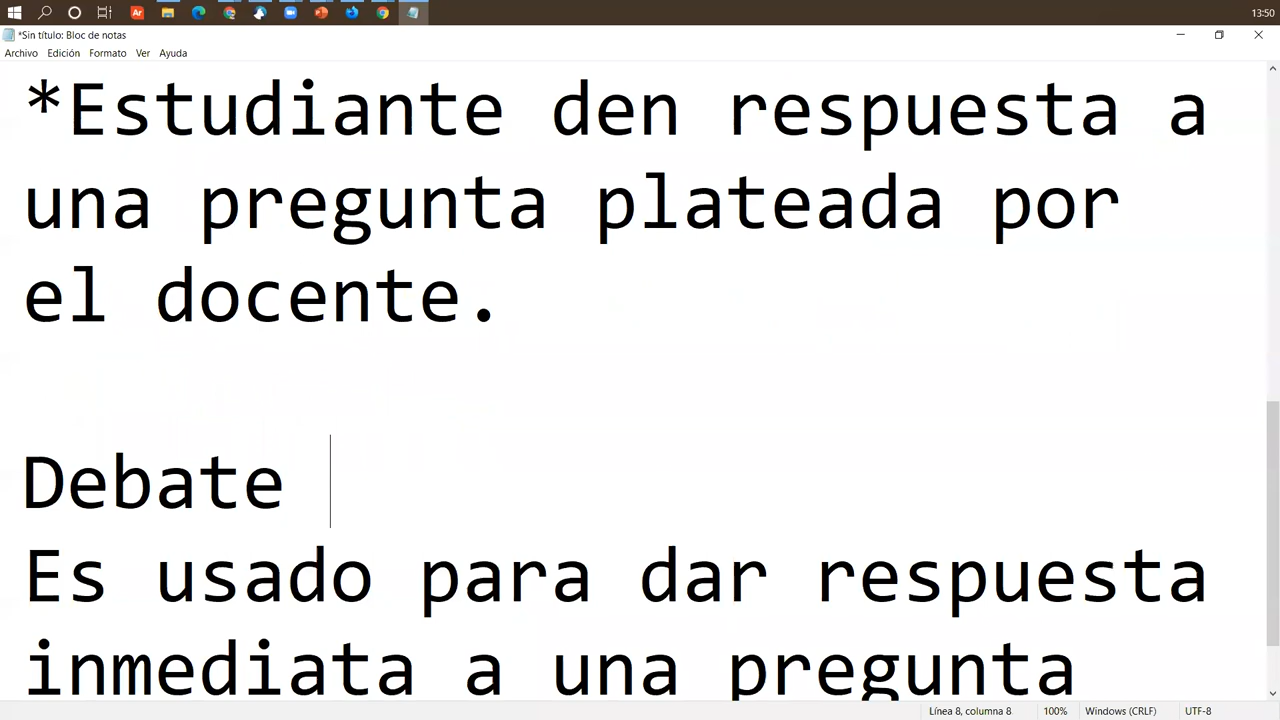 13:50
*Sin título: Bloc de notas
Archivo Edición Formato Ver Ayuda
*Estudiante den respuesta a
una pregunta plateada por
el docente.
Debate
Es usado para dar respuesta
inmediata a una pregunta
Línea 8, columna 8 100% Windows (CRLF) UTF-8